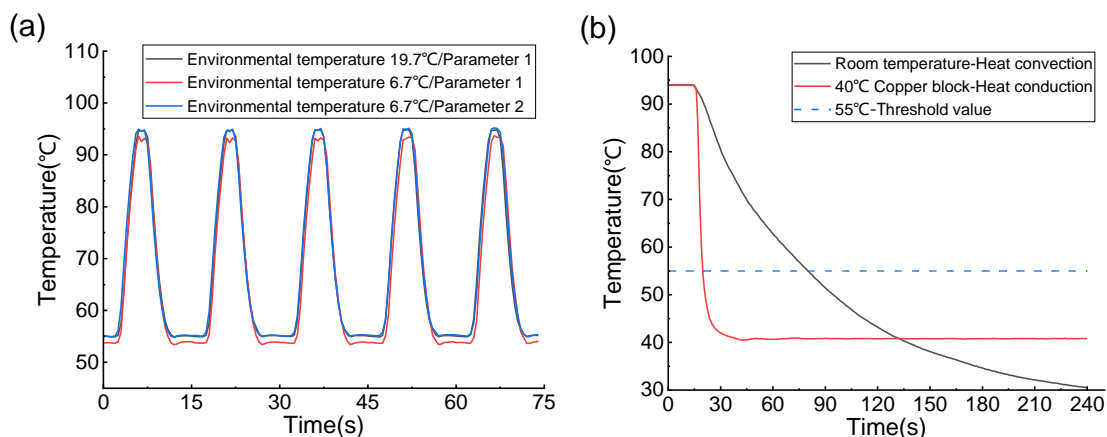 (a)
Environmental temperature 19.7℃/Parameter 1
Environmental temperature 6.7℃/Parameter 1
Environmental temperature 6.7℃/Parameter 2
Temperature(℃)
110
100
90
80
70
60
50
0 15 30 45 60 75
Time(s)
(b)
Room temperature-Heat convection
40℃ Copper block-Heat conduction
55℃-Threshold value
Temperature(℃)
100
90
80
70
60
50
40
30
0 30 60 90 120 150 180 210 240
Time(s)